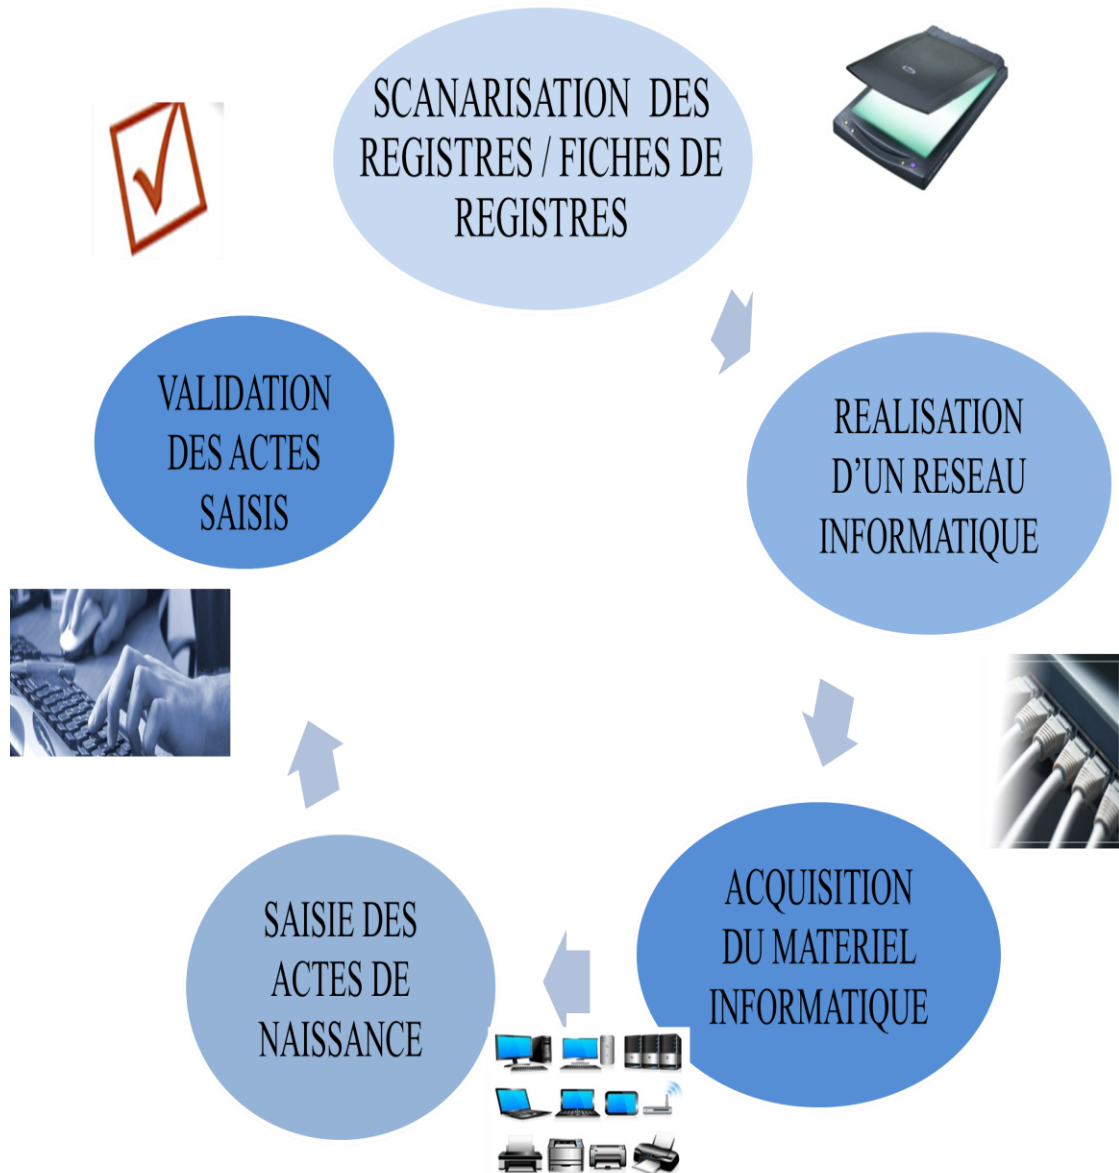 SCANARISATION DES
REGISTRES / FICHES DE
REGISTRES
REALISATION
D’UN RESEAU
INFORMATIQUE
ACQUISITION
DU MATERIEL
INFORMATIQUE
SAISIE DES
ACTES DE
NAISSANCE
VALIDATION
DES ACTES
SAISIS